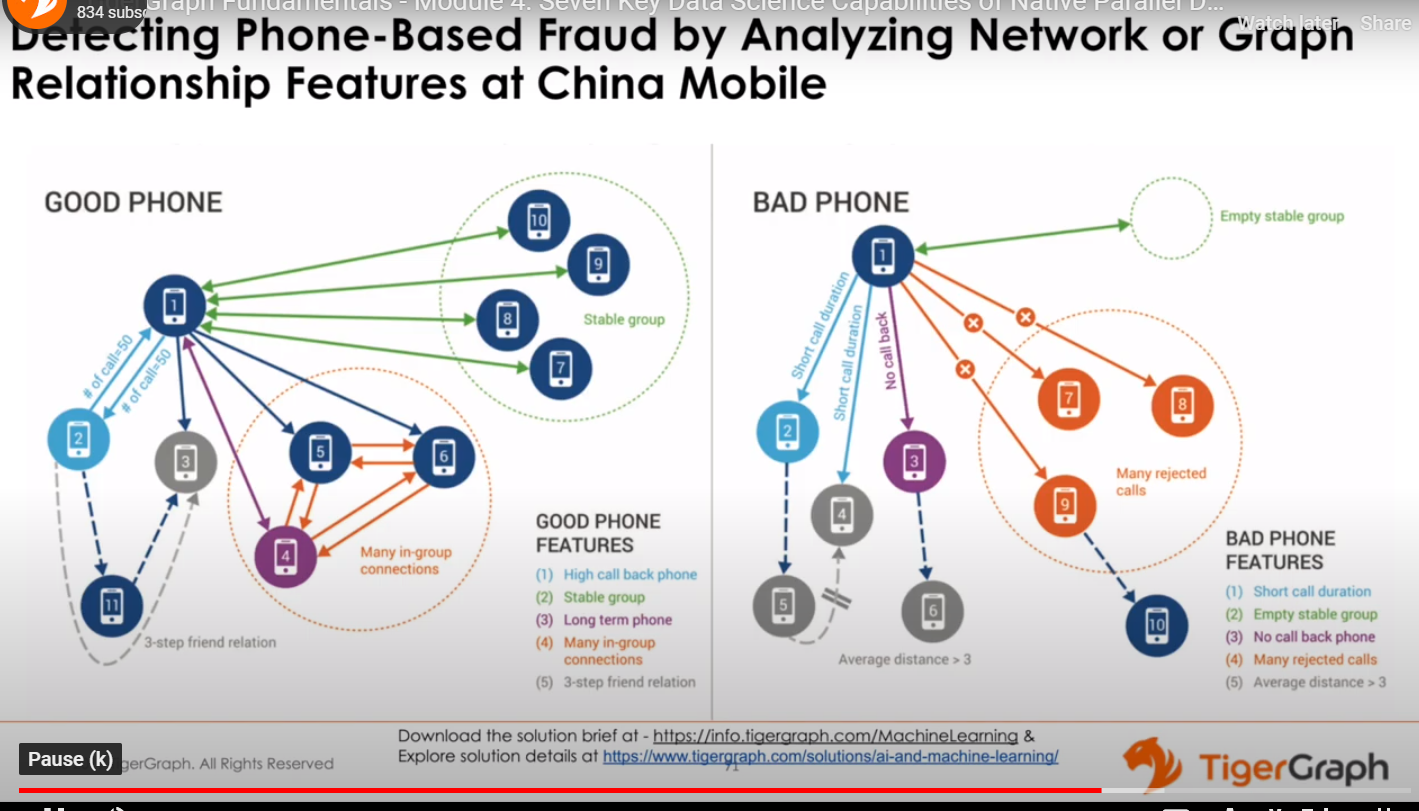 TigerGraph Fundamentals - Module 4: Seven Key Data Science Capabilities of Native Parallel D...
834 subsc
Watch later
Share
Detecting Phone-Based Fraud by Analyzing Network or Graph
Relationship Features at China Mobile
GOOD PHONE
10
9
8
7
1
Stable group
# of call=50
# of call=50
2
3
5
6
4
11
Many in-group
connections
3-step friend relation
GOOD PHONE
FEATURES
(1) High call back phone
(2) Stable group
(3) Long term phone
(4) Many in-group
connections
(5) 3-step friend relation
BAD PHONE
1
Empty stable group
Short call duration
Short call duration
No call back
2
3
4
5
6
7
8
9
10
Many rejected
calls
Average distance > 3
BAD PHONE
FEATURES
(1) Short call duration
(2) Empty stable group
(3) No call back phone
(4) Many rejected calls
(5) Average distance > 3
Download the solution brief at - https://info.tigergraph.com/MachineLearning &
Explore solution details at https://www.tigergraph.com/solutions/ai-and-machine-learning/
71
Pause (k)
gerGraph. All Rights Reserved
TigerGraph